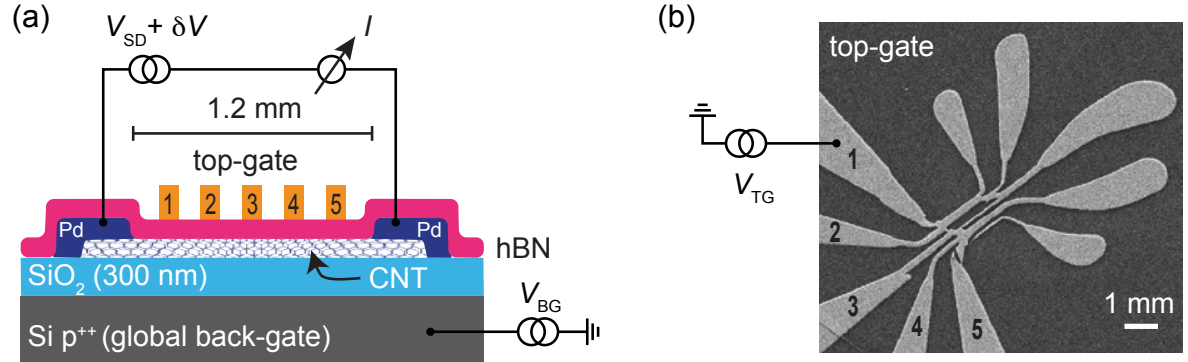 (a)
V_SD + δV
I
1.2 mm
top-gate
1 2 3 4 5
Pd
Pd
hBN
SiO₂ (300 nm)
CNT
V_BG
Si p⁺⁺ (global back-gate)
(b)
top-gate
V_TG
1
2
3
4
5
1 mm